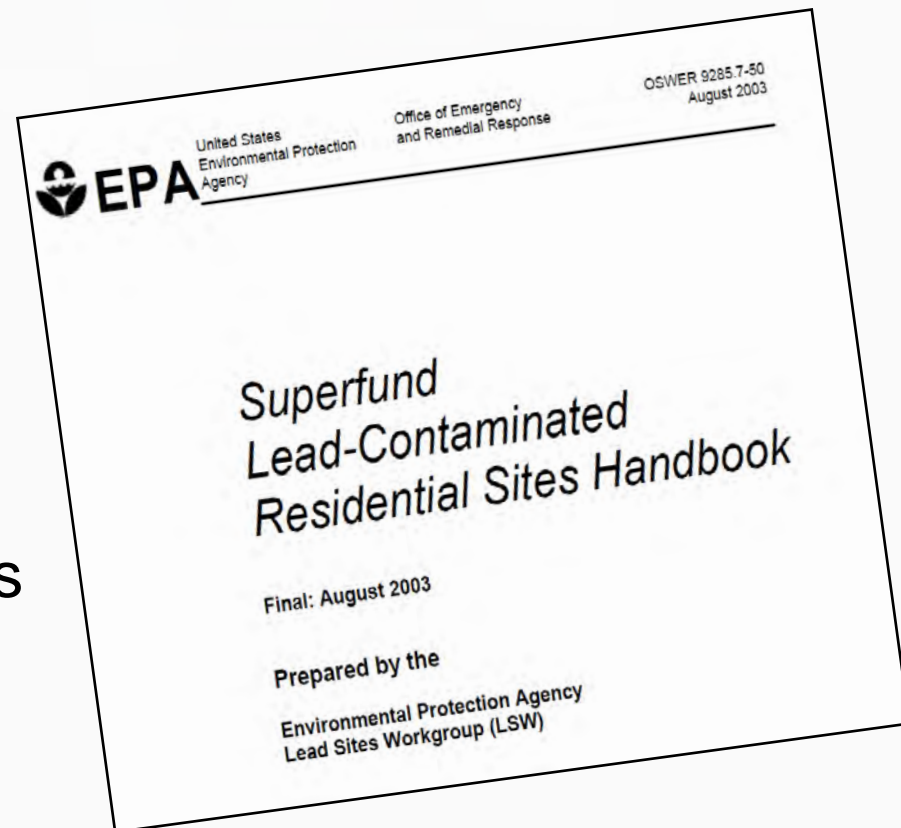 EPA
United States
Environmental Protection
Agency
Office of Emergency
and Remedial Response
OSWER 9285.7-50
August 2003
Superfund
Lead-Contaminated
Residential Sites Handbook
Final: August 2003
Prepared by the
Environmental Protection Agency
Lead Sites Workgroup (LSW)
s